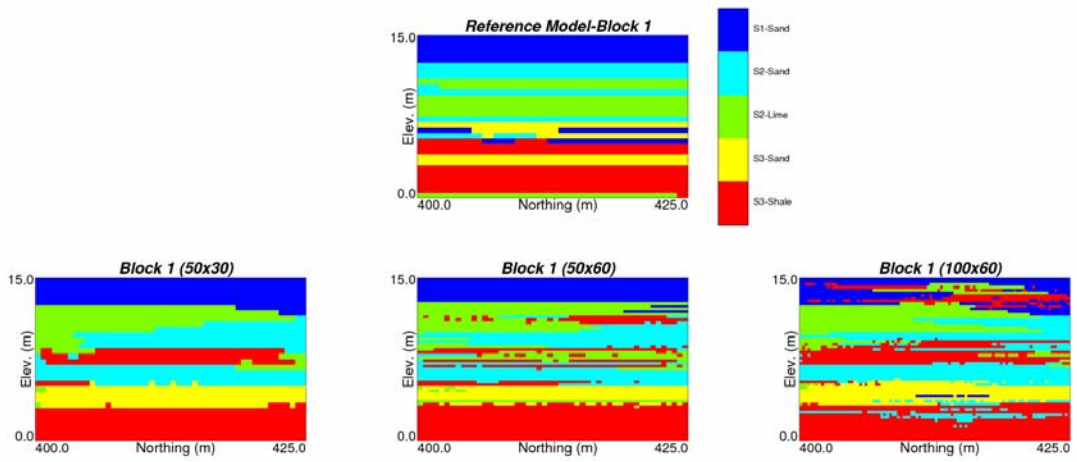 Reference Model-Block 1
15.0
Elev. (m)
0.0
400.0 Northing (m) 425.0
S1-Sand
S2-Sand
S2-Lime
S3-Sand
S3-Shale
Block 1 (50x30)
15.0
Elev. (m)
0.0
400.0 Northing (m) 425.0
Block 1 (50x60)
15.0
Elev. (m)
0.0
400.0 Northing (m) 425.0
Block 1 (100x60)
15.0
Elev. (m)
0.0
400.0 Northing (m) 425.0